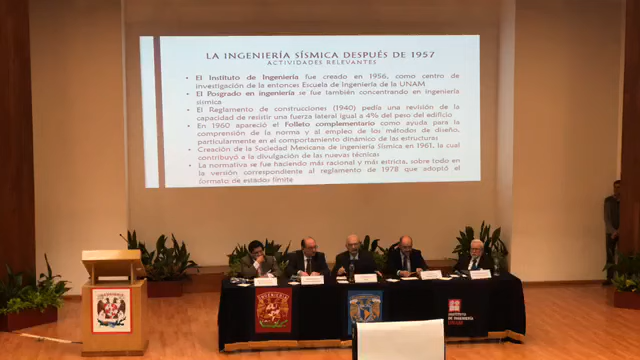 LA INGENIERÍA SÍSMICA DESPUÉS DE 1957
ACTIVIDADES RELEVANTES
• El Instituto de Ingeniería fue creado en 1956, como centro de
investigación de la entonces Escuela de Ingeniería de la UNAM
• El Posgrado en ingeniería se fue también concentrando en ingeniería
sísmica
• El Reglamento de construcciones (1940) pedía una revisión de la
capacidad de resistir una fuerza lateral igual a 4% del peso del edificio
• En 1960 apareció el Folleto complementario como ayuda para la
comprensión de la norma y al empleo de los métodos de diseño,
particularmente en el comportamiento dinámico de las estructuras
• Creación de la Sociedad Mexicana de Ingeniería Sísmica en 1961, la cual
contribuyó a la divulgación de las nuevas técnicas
• La normativa se fue haciendo más racional y más estricta, sobre todo en
la versión correspondiente al reglamento de 1978 que adoptó el
formato de estados límite
INGENIERIA
INSTITUTO
DE INGENIERÍA
UNAM